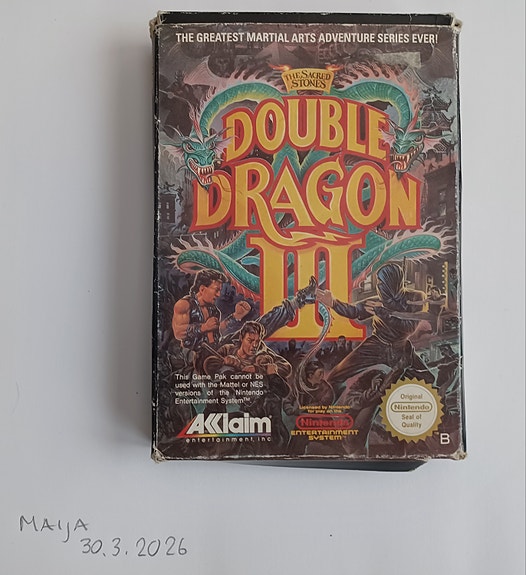 THE GREATEST MARTIAL ARTS ADVENTURE SERIES EVER!
THE SACRED
STONES
DOUBLE
DRAGON
III
This Game Pak cannot be
used with the Mattel or NES
versions of the Nintendo
Entertainment System™.
AKKlaim
entertainment, inc
Licensed by Nintendo
for play on the
Nintendo
ENTERTAINMENT
SYSTEM™
Original
Nintendo
Seal of
Quality
B
MAIJA
30.3.2026